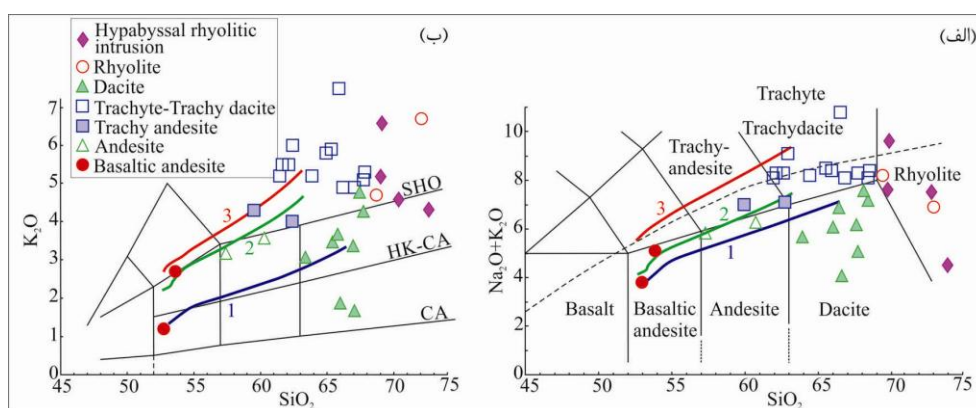 (ب)
Hypabyssal rhyolitic
intrusion
Rhyolite
Dacite
Trachyte-Trachy dacite
Trachy andesite
Andesite
Basaltic andesite
K₂O
7
6
5
4
3
2
1
0
SHO
HK-CA
CA
3
2
1
45 50 55 60 65 70 75
SiO₂
(الف)
Na₂O+K₂O
10
8
6
4
2
0
Trachyte
Trachydacite
Trachy-
andesite
Rhyolite
3
2
1
Basalt
Basaltic
andesite
Andesite
Dacite
45 50 55 60 65 70 75
SiO₂